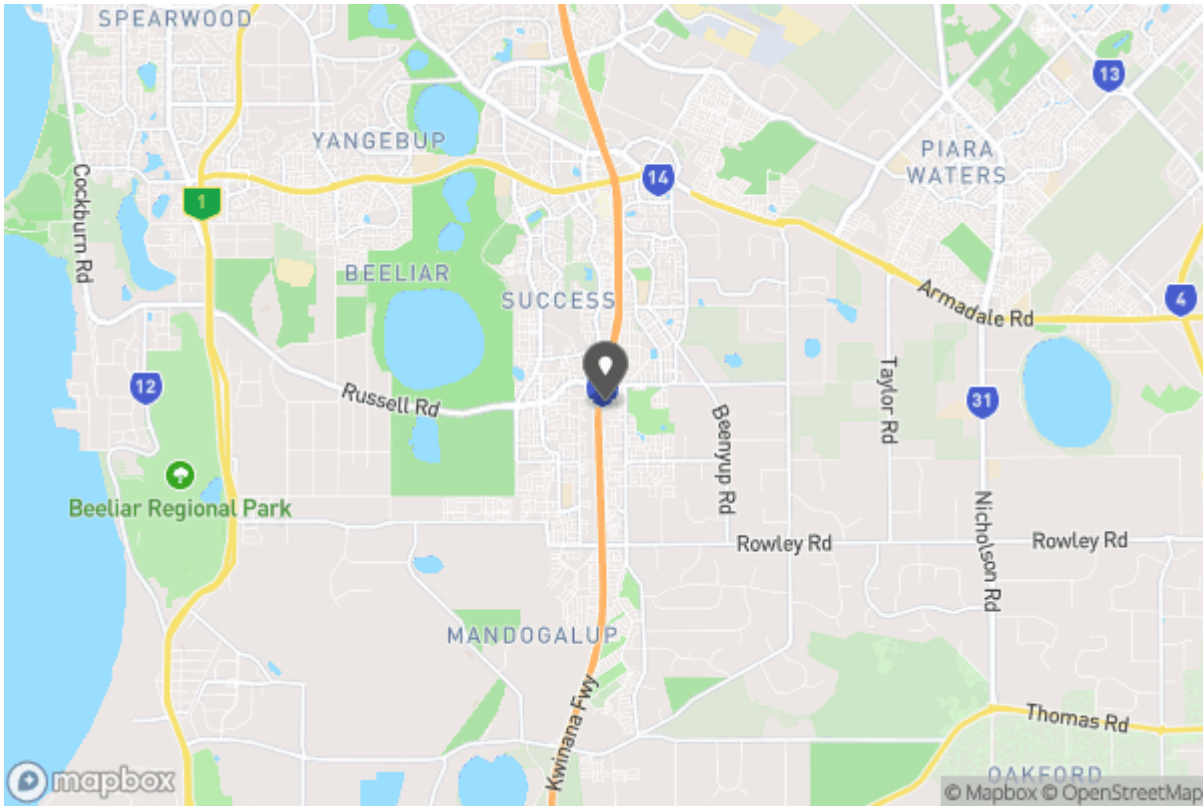 SPEARWOOD
13
YANGEBUP
PIARA
WATERS
14
Cockburn Rd
1
BEELIAR
SUCCESS
Armadale Rd
4
12
Russell Rd
Taylor Rd
31
Beenyup Rd
Beeliar Regional Park
Nicholson Rd
Rowley Rd
Rowley Rd
MANDOGALUP
Kwinana Fwy
Thomas Rd
OAKFORD
mapbox
© Mapbox © OpenStreetMap